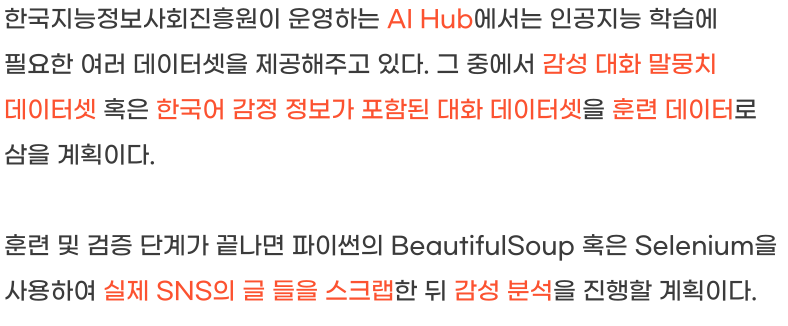 한국지능정보사회진흥원이 운영하는 AI Hub에서는 인공지능 학습에
필요한 여러 데이터셋을 제공해주고 있다. 그 중에서 감성 대화 말뭉치
데이터셋 혹은 한국어 감정 정보가 포함된 대화 데이터셋을 훈련 데이터로
삼을 계획이다.
훈련 및 검증 단계가 끝나면 파이썬의 BeautifulSoup 혹은 Selenium을
사용하여 실제 SNS의 글 들을 스크랩한 뒤 감성 분석을 진행할 계획이다.